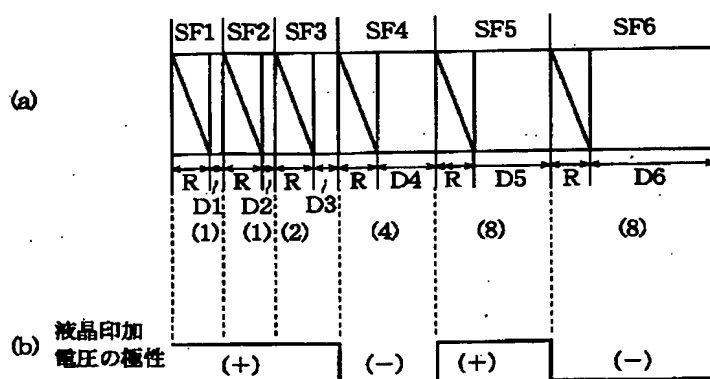 SF1 SF2 SF3 SF4 SF5 SF6
(a)
R R R R D4 R D5 R D6
D1 D2 D3
(1) (1) (2) (4) (8) (8)
(b) 液晶印加
電圧の極性 (+) (−) (+) (−)